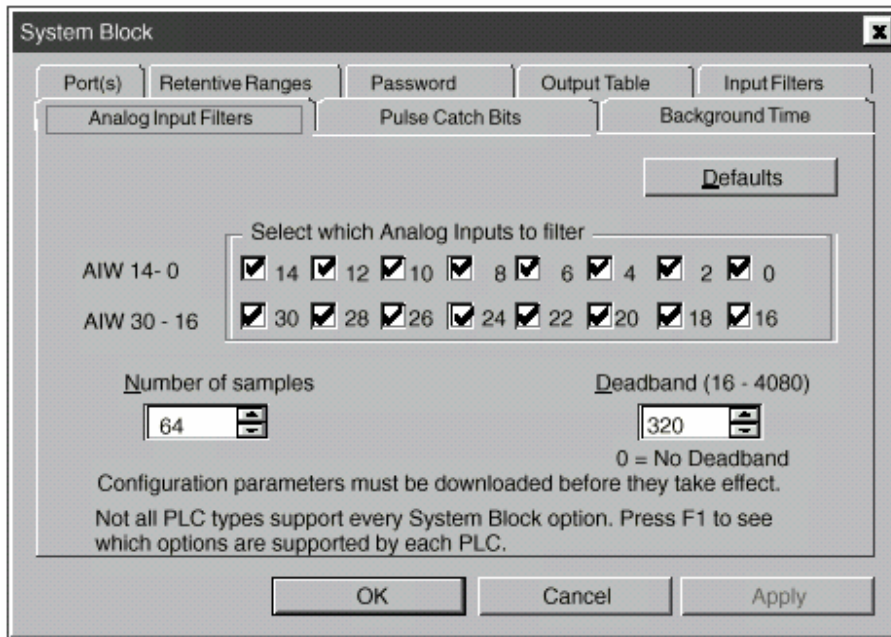 System Block
Port(s) Retentive Ranges Password Output Table Input Filters
Analog Input Filters Pulse Catch Bits Background Time
Defaults
Select which Analog Inputs to filter
AIW 14- 0 14 12 10 8 6 4 2 0
AIW 30 - 16 30 28 26 24 22 20 18 16
Number of samples Deadband (16 - 4080)
64 320
0 = No Deadband
Configuration parameters must be downloaded before they take effect.
Not all PLC types support every System Block option. Press F1 to see
which options are supported by each PLC.
OK Cancel Apply